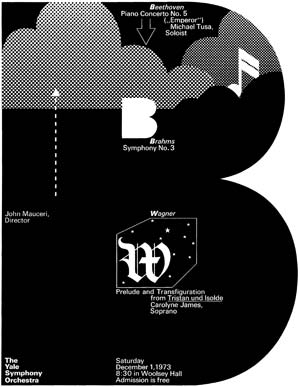 Beethoven
Piano Concerto No. 5
(„Emperor“)
Michael Tusa,
Soloist
B
Brahms
Symphony No. 3
John Mauceri,
Director
Wagner
W
Prelude and Transfiguration
from Tristan und Isolde
Carolyne James,
Soprano
The
Yale
Symphony
Orchestra
Saturday
December 1, 1973
8:30 in Woolsey Hall
Admission is free
B